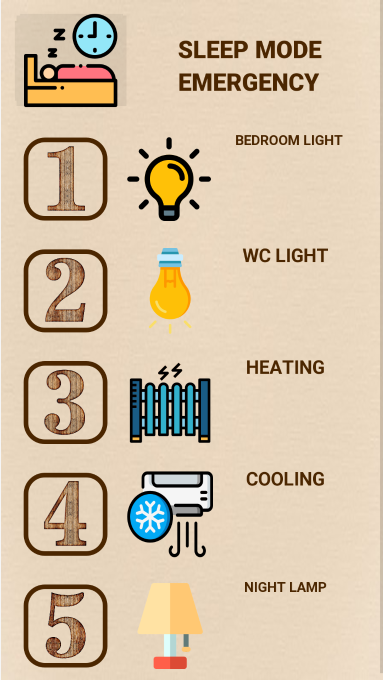 z
z
z
SLEEP MODE
EMERGENCY
1
BEDROOM LIGHT
2
WC LIGHT
3
HEATING
4
COOLING
5
NIGHT LAMP